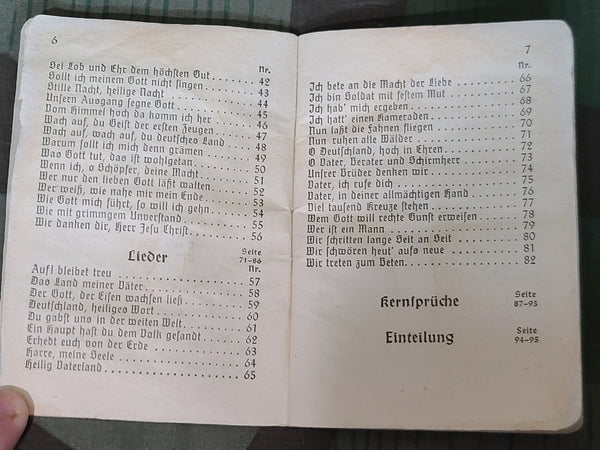 6
Nr.
Sei Lob und Ehr dem höchsten Gut . . . . . . . 42
Sollt ich meinem Gott nicht singen . . . . . . . 43
Stille Nacht, heilige Nacht . . . . . . . 44
Unsern Ausgang segne Gott . . . . . . . 45
Vom Himmel hoch da komm ich her . . . . . . . 46
Wach auf, du Geist der ersten Zeugen . . . . . . . 47
Wach auf, wach auf, du deutsches Land . . . . . . . 48
Warum sollt ich mich denn grämen . . . . . . . 49
Was Gott tut, das ist wohlgetan . . . . . . . 50
Wenn ich, o Schöpfer, deine Macht . . . . . . . 51
Wer nur den lieben Gott läßt walten . . . . . . . 52
Wer weiß, wie nahe mir mein Ende . . . . . . . 53
Wie Gott mich führt, so will ich gehn . . . . . . . 54
Wie mit grimmgem Unverstand . . . . . . . 55
Wir danken dir, Herr Jesu Christ . . . . . . . 56
Lieder
Seite
71-86
Nr.
Aufl bleibet treu . . . . . . . 57
Das Land meiner Väter . . . . . . . 58
Der Gott, der Eisen wachsen ließ . . . . . . . 59
Deutschland, heiliges Wort . . . . . . . 60
Du gabst uns in der weiten Welt . . . . . . . 61
Ein Haupt hast du dem Volk gesandt . . . . . . . 62
Erhebt euch von der Erde . . . . . . . 63
Harre, meine Seele . . . . . . . 64
Heilig Vaterland . . . . . . . 65
7
Nr.
Ich bete an die Macht der Liebe . . . . . . . 66
Ich bin Soldat mit festem Mut . . . . . . . 67
Ich hab' mich ergeben . . . . . . . 68
Ich hatt' einen Kameraden . . . . . . . 69
Nun laßt die Fahnen fliegen . . . . . . . 70
Nun ruhen alle Wälder . . . . . . . 71
O Deutschland, hoch in Ehren . . . . . . . 72
O Vater, Berater und Schirmherr . . . . . . . 73
Unsrer Brüder denken wir . . . . . . . 74
Vater, ich rufe dich . . . . . . . 75
Vater, in deiner allmächtigen Hand . . . . . . . 76
Viel tausend Kreuze stehen . . . . . . . 77
Wem Gott will rechte Gunst erweisen . . . . . . . 78
Wer ist ein Mann . . . . . . . 79
Wir schritten lange Seit an Seit . . . . . . . 80
Wir schwören heut' aufs neue . . . . . . . 81
Wir treten zum Beten . . . . . . . 82
Kernsprüche
Seite
87-93
Einteilung
Seite
94-95